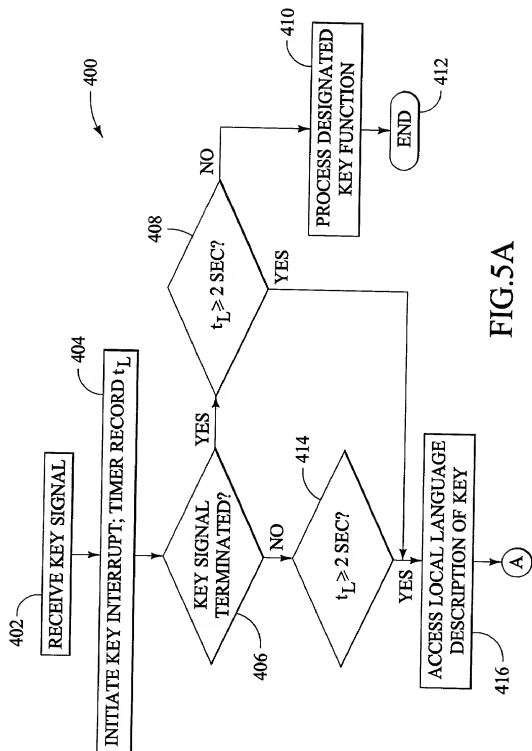 400
402
RECEIVE KEY SIGNAL
404
INITIATE KEY INTERRUPT; TIMER RECORD tL
KEY SIGNAL
TERMINATED?
406
YES
NO
tL ≥ 2 SEC?
408
NO
YES
PROCESS DESIGNATED
KEY FUNCTION
410
END
412
tL ≥ 2 SEC?
414
YES
ACCESS LOCAL LANGUAGE
DESCRIPTION OF KEY
416
A
FIG.5A